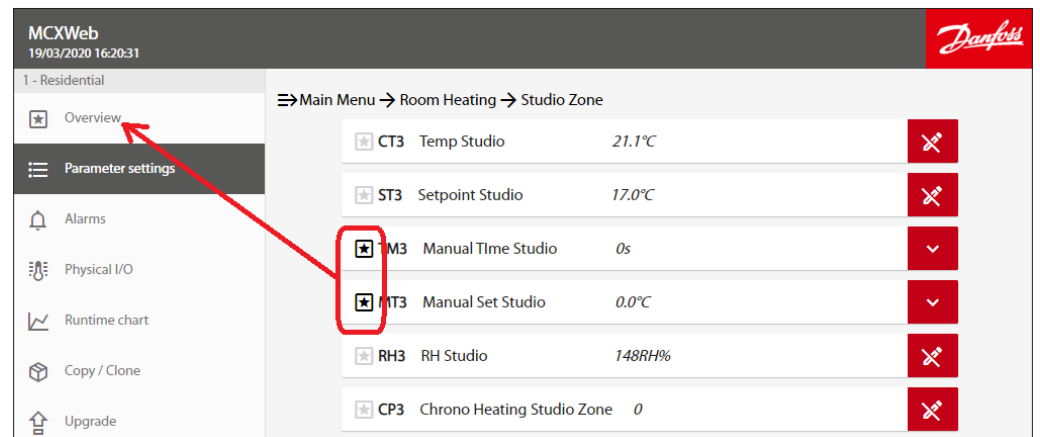 MCXWeb
19/03/2020 16:20:31
Danfoss
1 - Residential
Main Menu → Room Heating → Studio Zone
Overview
Parameter settings
Alarms
Physical I/O
Runtime chart
Copy / Clone
Upgrade
CT3 Temp Studio 21.1°C
ST3 Setpoint Studio 17.0°C
TM3 Manual TIme Studio 0s
MT3 Manual Set Studio 0.0°C
RH3 RH Studio 148RH%
CP3 Chrono Heating Studio Zone 0